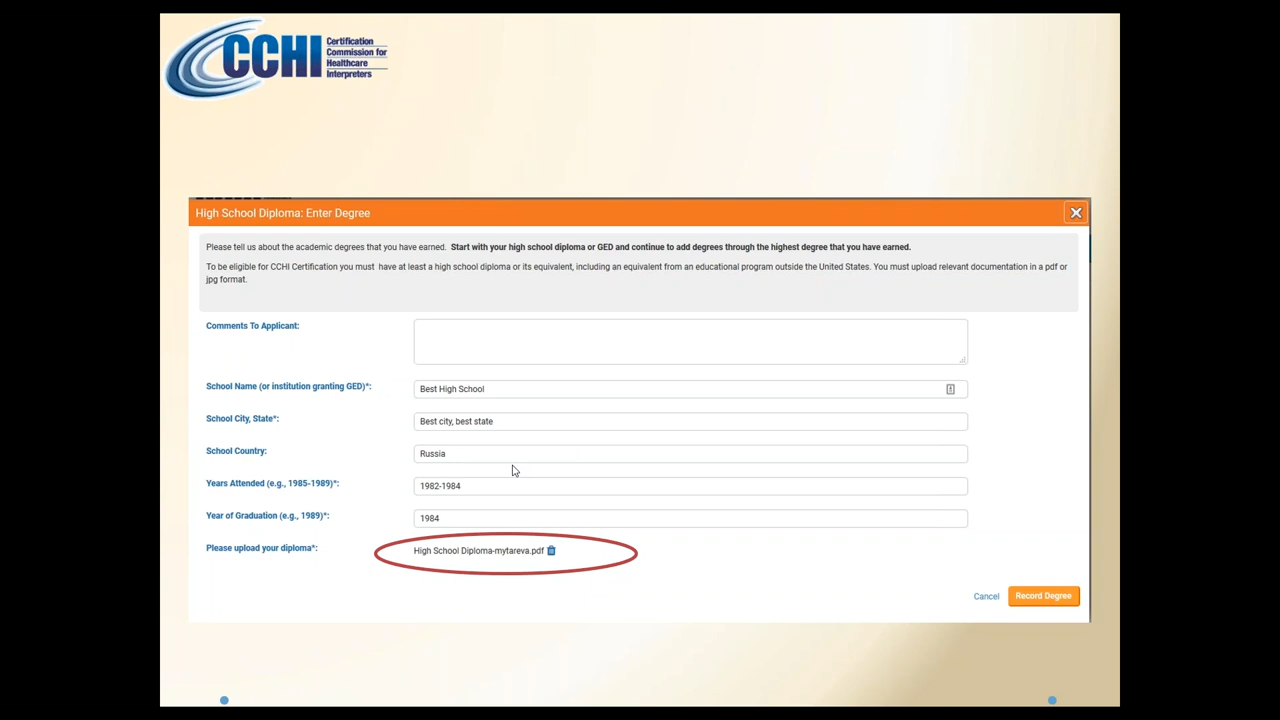 CCHI
Certification
Commission for
Healthcare
Interpreters
High School Diploma: Enter Degree
Please tell us about the academic degrees that you have earned. Start with your high school diploma or GED and continue to add degrees through the highest degree that you have earned.
To be eligible for CCHI Certification you must have at least a high school diploma or its equivalent, including an equivalent from an educational program outside the United States. You must upload relevant documentation in a pdf or
jpg format.
Comments To Applicant:
School Name (or institution granting GED)*: Best High School
School City, State*: Best city, best state
School Country: Russia
Years Attended (e.g., 1985-1989)*: 1982-1984
Year of Graduation (e.g., 1989)*: 1984
Please upload your diploma*: High School Diploma-mytareva.pdf
Cancel Record Degree